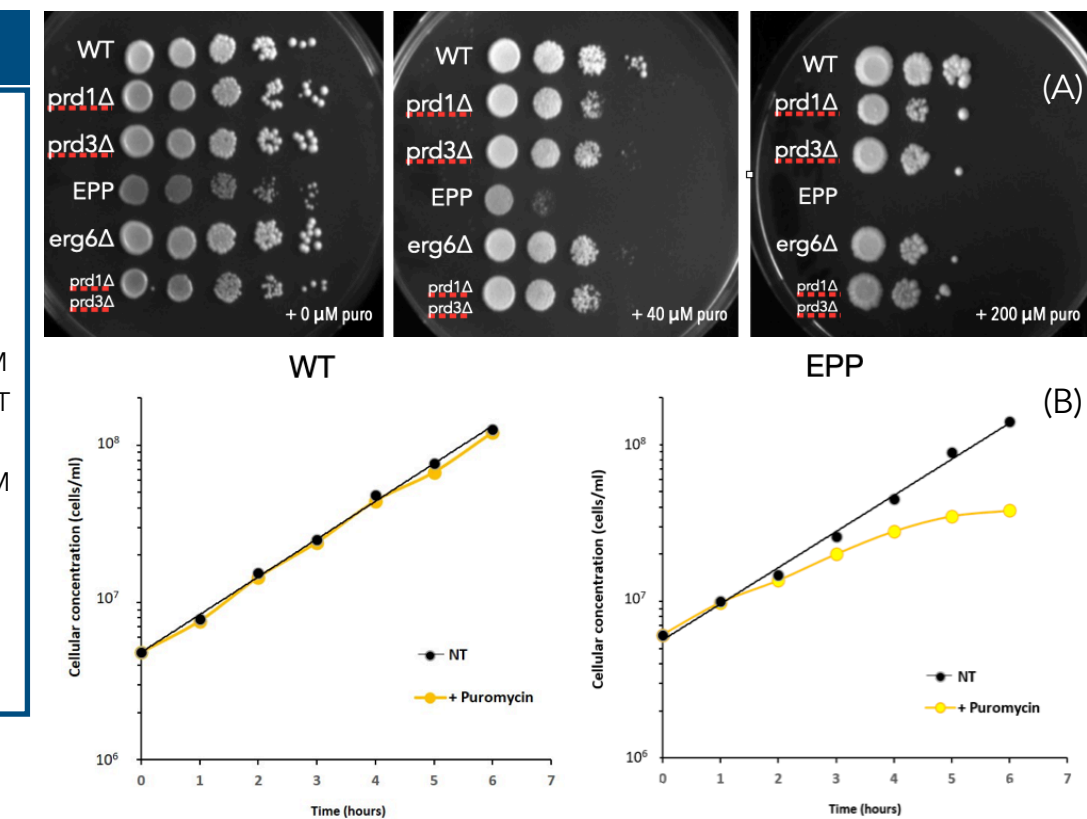 WT
prd1Δ
prd3Δ
EPP
erg6Δ
prd1Δ
prd3Δ
+ 0 µM puro
WT
prd1Δ
prd3Δ
EPP
erg6Δ
prd1Δ
prd3Δ
+ 40 µM puro
WT
prd1Δ
prd3Δ
EPP
erg6Δ
prd1Δ
prd3Δ
+ 200 µM puro
(A)
M
T
M
WT
Cellular concentration (cells/ml)
10⁸
10⁷
10⁶
NT
+ Puromycin
0 1 2 3 4 5 6 7
Time (hours)
EPP
(B)
Cellular concentration (cells/ml)
10⁸
10⁷
10⁶
NT
+ Puromycin
0 1 2 3 4 5 6 7
Time (hours)